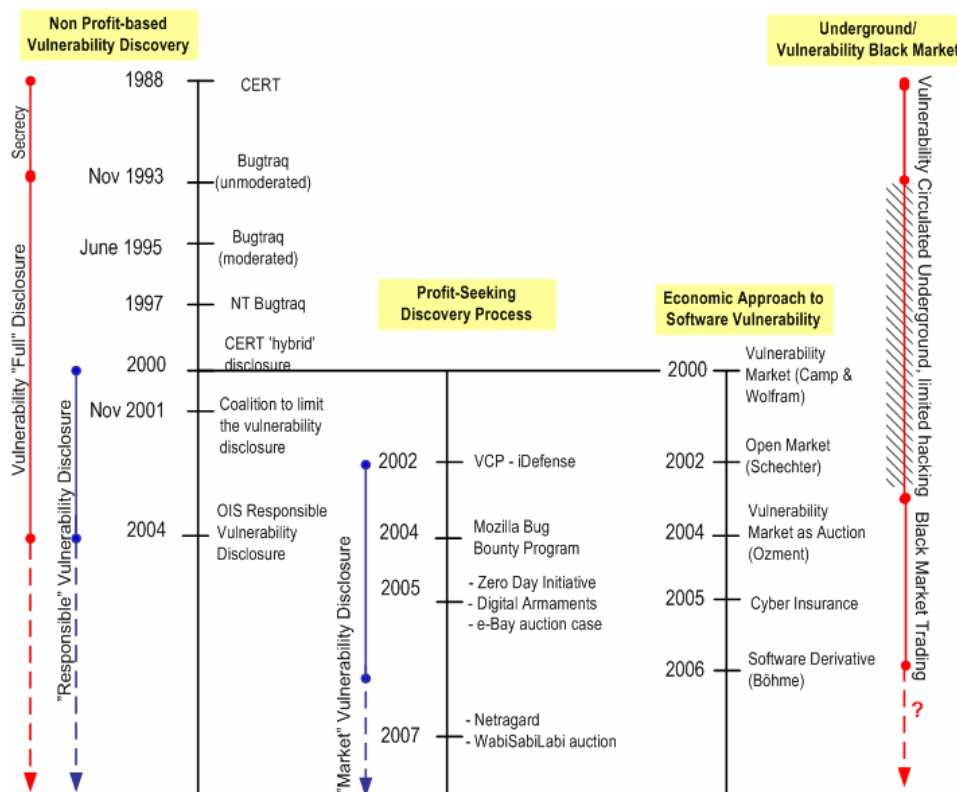 Non Profit-based
Vulnerability Discovery
Underground/
Vulnerability Black Market
1988
CERT
Nov 1993
Bugtraq
(unmoderated)
June 1995
Bugtraq
(moderated)
1997
NT Bugtraq
2000
CERT 'hybrid'
disclosure
Nov 2001
Coalition to limit
the vulnerability
disclosure
2004
OIS Responsible
Vulnerability
Disclosure
Secrecy
Vulnerability "Full" Disclosure
"Responsible" Vulnerability Disclosure
Profit-Seeking
Discovery Process
2002
VCP - iDefense
2004
Mozilla Bug
Bounty Program
2005
- Zero Day Initiative
- Digital Armaments
- e-Bay auction case
2007
- Netragard
- WabiSabiLabi auction
"Market" Vulnerability Disclosure
Economic Approach to
Software Vulnerability
2000
Vulnerability
Market (Camp &
Wolfram)
2002
Open Market
(Schechter)
2004
Vulnerability
Market as Auction
(Ozment)
2005
Cyber Insurance
2006
Software Derivative
(Böhme)
Vulnerability Circulated Underground, limited hacking
Black Market Trading
?